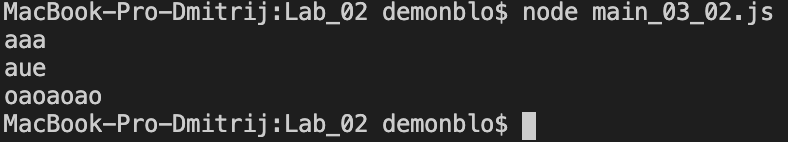 MacBook-Pro-Dmitrij:Lab_02 demonblo$ node main_03_02.js
aaa
aue
oaoaoao
MacBook-Pro-Dmitrij:Lab_02 demonblo$